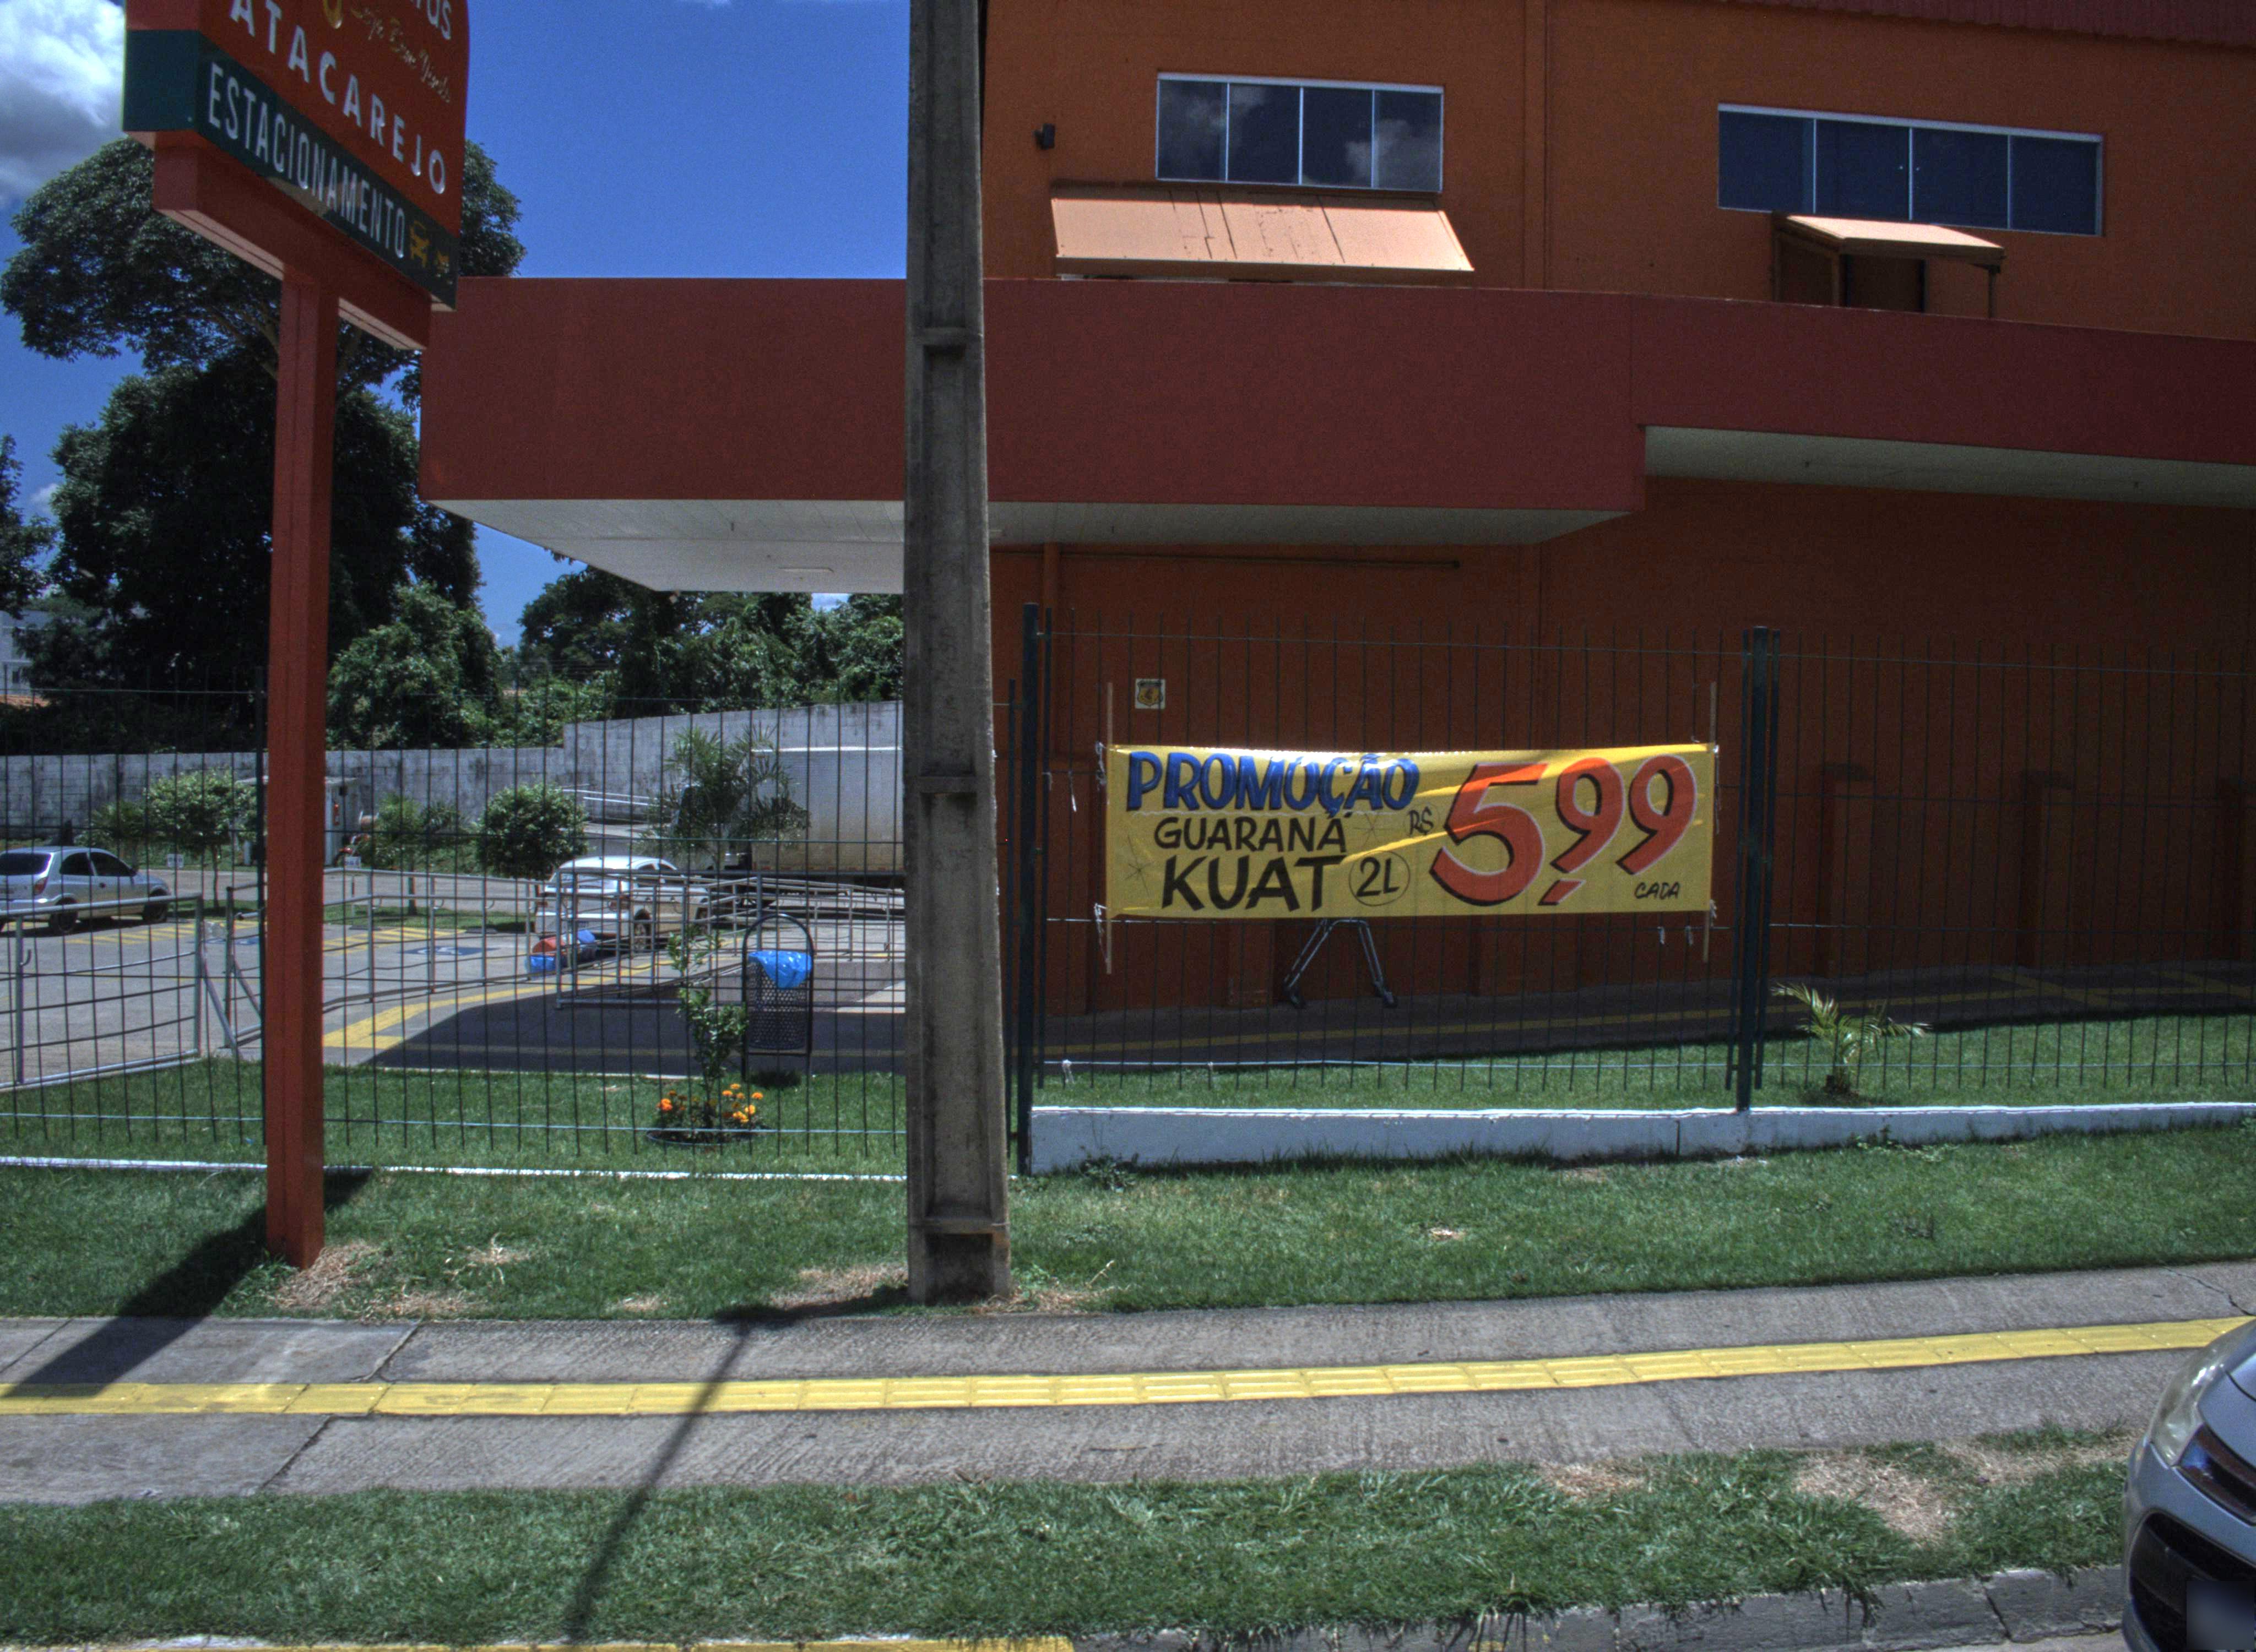 ATACAREJO
ESTACIONAMENTO
PROMOÇÃO
GUARANÁ
KUAT 2L
R$ 5,99
CADA